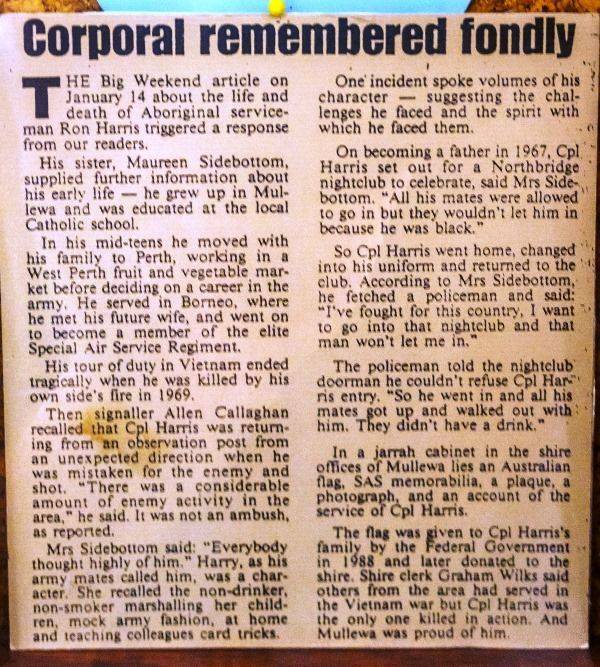 Corporal remembered fondly
THE Big Weekend article on
January 14 about the life and
death of Aboriginal service-
man Ron Harris triggered a response
from our readers.
His sister, Maureen Sidebottom,
supplied further information about
his early life — he grew up in Mul-
lewa and was educated at the local
Catholic school.
In his mid-teens he moved with
his family to Perth, working in a
West Perth fruit and vegetable mar-
ket before deciding on a career in the
army. He served in Borneo, where
he met his future wife, and went on
to become a member of the elite
Special Air Service Regiment.
His tour of duty in Vietnam ended
tragically when he was killed by his
own side's fire in 1969.
Then signaller Allen Callaghan
recalled that Cpl Harris was return-
ing from an observation post from
an unexpected direction when he
was mistaken for the enemy and
shot. "There was a considerable
amount of enemy activity in the
area," he said. It was not an ambush,
as reported.
Mrs Sidebottom said: "Everybody
thought highly of him." Harry, as his
army mates called him, was a char-
acter. She recalled the non-drinker,
non-smoker marshalling her child-
ren, mock army fashion, at home
and teaching colleagues card tricks.
One incident spoke volumes of his
character — suggesting the chal-
lenges he faced and the spirit with
which he faced them.
On becoming a father in 1967, Cpl
Harris set out for a Northbridge
nightclub to celebrate, said Mrs Side-
bottom. "All his mates were allowed
to go in but they wouldn't let him in
because he was black."
So Cpl Harris went home, changed
into his uniform and returned to the
club. According to Mrs Sidebottom,
he fetched a policeman and said:
"I've fought for this country, I want
to go into that nightclub and that
man won't let me in."
The policeman told the nightclub
doorman he couldn't refuse Cpl Har-
ris entry. "So he went in and all his
mates got up and walked out with
him. They didn't have a drink."
In a jarrah cabinet in the shire
offices of Mullewa lies an Australian
flag, SAS memorabilia, a plaque, a
photograph, and an account of the
service of Cpl Harris.
The flag was given to Cpl Harris's
family by the Federal Government
in 1988 and later donated to the
shire. Shire clerk Graham Wilks said
others from the area had served in
the Vietnam war but Cpl Harris was
the only one killed in action. And
Mullewa was proud of him.